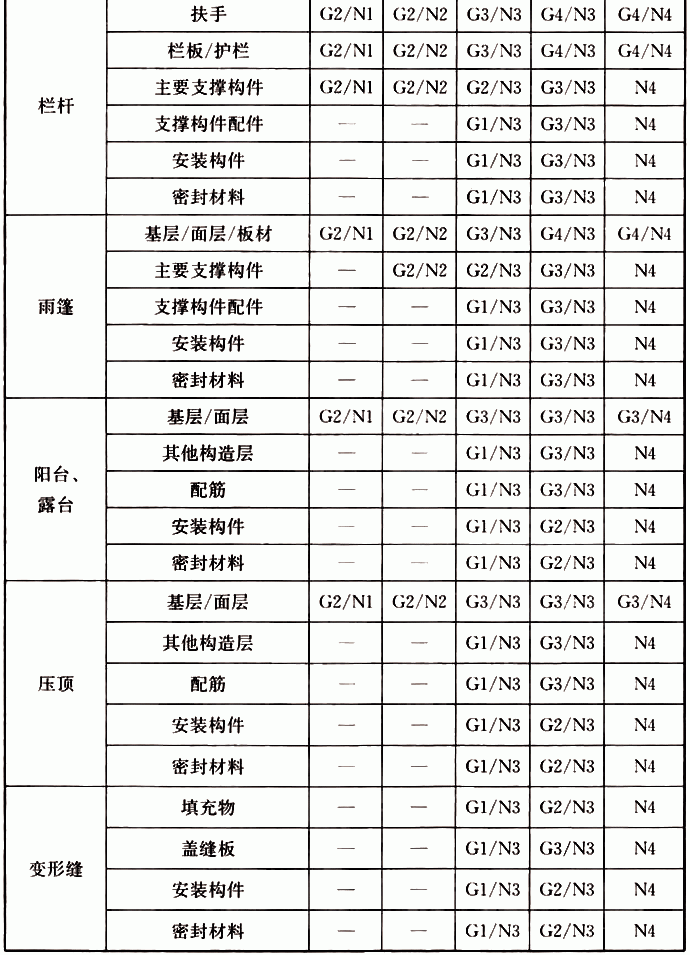 栏杆
扶手 G2/N1 G2/N2 G3/N3 G4/N3 G4/N4
栏板/护栏 G2/N1 G2/N2 G3/N3 G4/N3 G4/N4
主要支撑构件 G2/N1 G2/N2 G2/N3 G3/N3 N4
支撑构件配件 — — G1/N3 G3/N3 N4
安装构件 — — G1/N3 G3/N3 N4
密封材料 — — G1/N3 G3/N3 N4
雨篷
基层/面层/板材 G2/N1 G2/N2 G3/N3 G4/N3 G4/N4
主要支撑构件 — G2/N2 G2/N3 G3/N3 N4
支撑构件配件 — — G1/N3 G3/N3 N4
安装构件 — — G1/N3 G3/N3 N4
密封材料 — — G1/N3 G3/N3 N4
阳台、
露台
基层/面层 G2/N1 G2/N2 G3/N3 G3/N3 G3/N4
其他构造层 — — G1/N3 G3/N3 N4
配筋 — — G1/N3 G3/N3 N4
安装构件 — — G1/N3 G2/N3 N4
密封材料 — — G1/N3 G2/N3 N4
压顶
基层/面层 G2/N1 G2/N2 G3/N3 G3/N3 G3/N4
其他构造层 — — G1/N3 G3/N3 N4
配筋 — — G1/N3 G3/N3 N4
安装构件 — — G1/N3 G2/N3 N4
密封材料 — — G1/N3 G2/N3 N4
变形缝
填充物 — — G1/N3 G2/N3 N4
盖缝板 — — G1/N3 G3/N3 N4
安装构件 — — G1/N3 G2/N3 N4
密封材料 — — G1/N3 G2/N3 N4